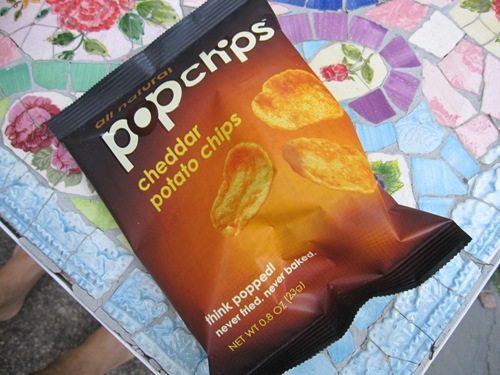 all natural
popchips
cheddar
potato chips
think popped!
never fried. never baked.
NET WT 0.8 OZ (23g)